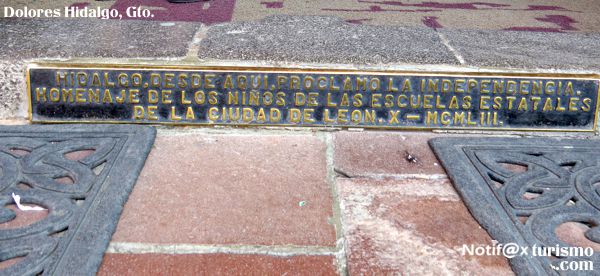 Dolores Hidalgo, Gto.
HIDALGO, DESDE AQUI, PROCLAMO LA INDEPENDENCIA.
HOMENAJE DE LOS NIÑOS DE LAS ESCUELAS ESTATALES
DE LA CIUDAD DE LEON. X-MCMLIII.
Notif@x turismo
.com